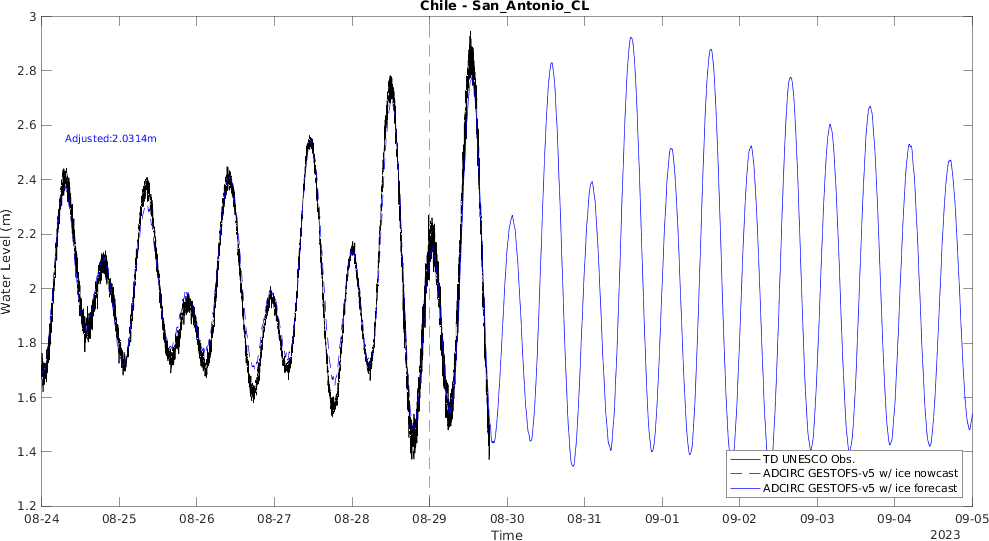 Chile - San_Antonio_CL
3
2.8
2.6
2.4
2.2
2
1.8
1.6
1.4
1.2
Water Level (m)
Adjusted:2.0314m
TD UNESCO Obs.
ADCIRC GESTOFS-v5 w/ ice nowcast
ADCIRC GESTOFS-v5 w/ ice forecast
08-24 08-25 08-26 08-27 08-28 08-29 08-30 08-31 09-01 09-02 09-03 09-04 09-05
Time
2023